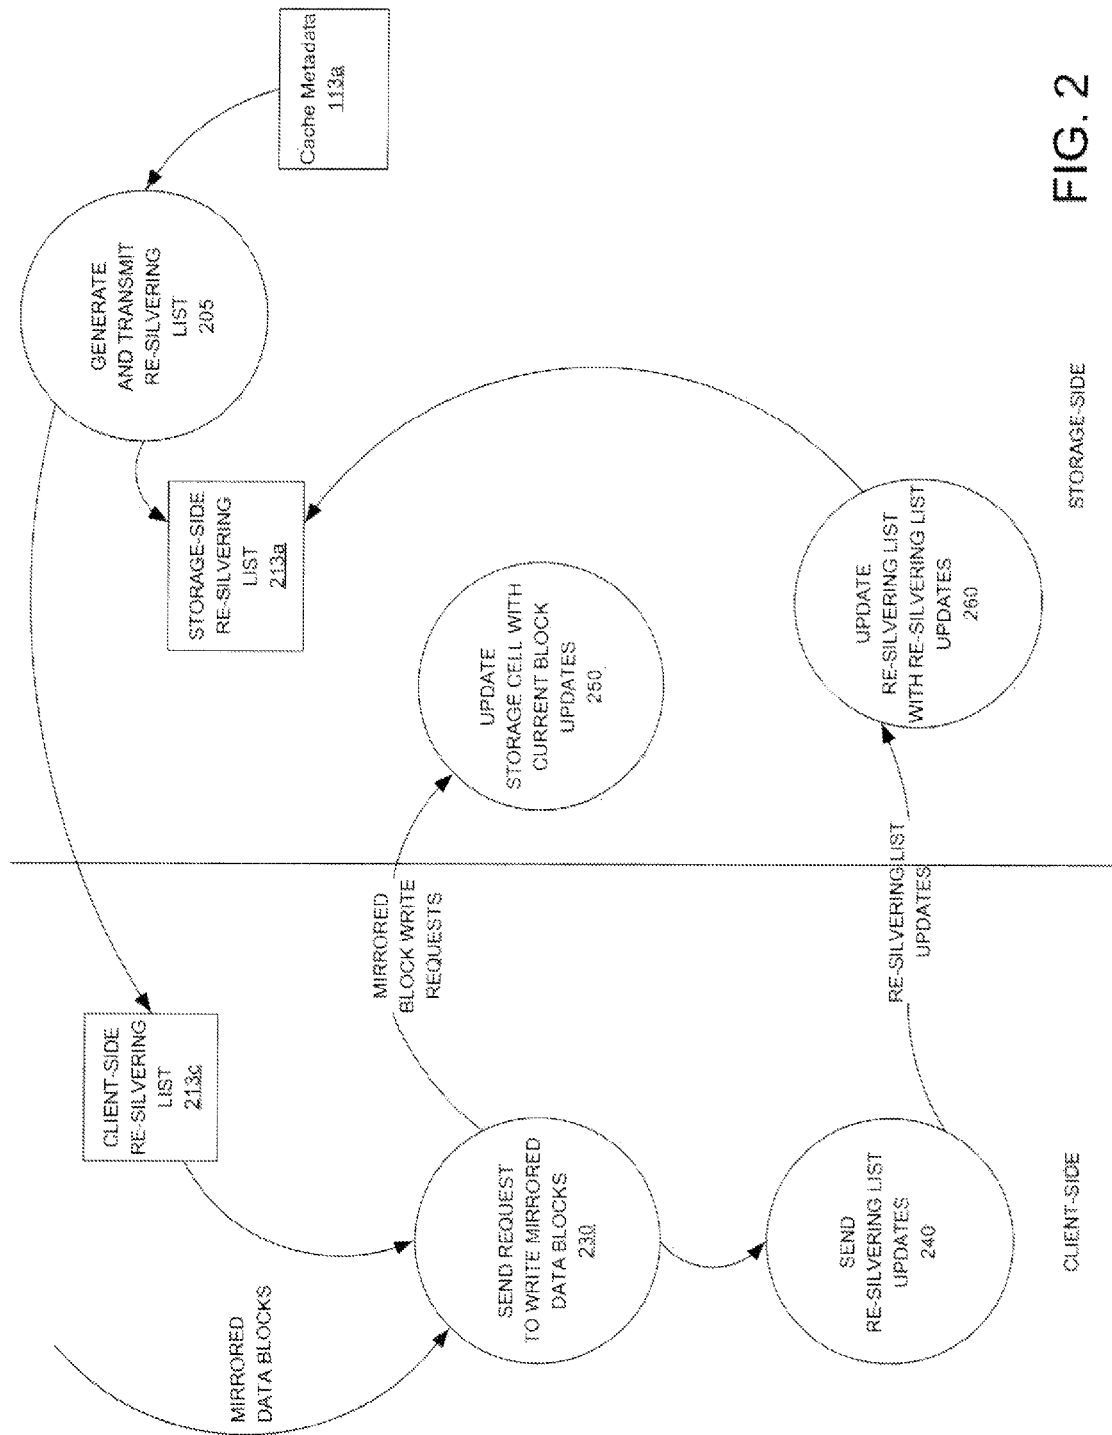 MIRRORED
DATA BLOCKS
CLIENT-SIDE
RE-SILVERING
LIST
213c
GENERATE
AND TRANSMIT
RE-SILVERING
LIST
205
Cache Metadata
113a
STORAGE-SIDE
RE-SILVERING
LIST
213a
SEND REQUEST
TO WRITE MIRRORED
DATA BLOCKS
230
MIRRORED
BLOCK WRITE
REQUESTS
UPDATE
STORAGE CELL WITH
CURRENT BLOCK
UPDATES
250
SEND
RE-SILVERING LIST
UPDATES
240
RE-SILVERING LIST
UPDATES
UPDATE
RE-SILVERING LIST
WITH RE-SILVERING LIST
UPDATES
260
CLIENT-SIDE
STORAGE-SIDE
FIG. 2